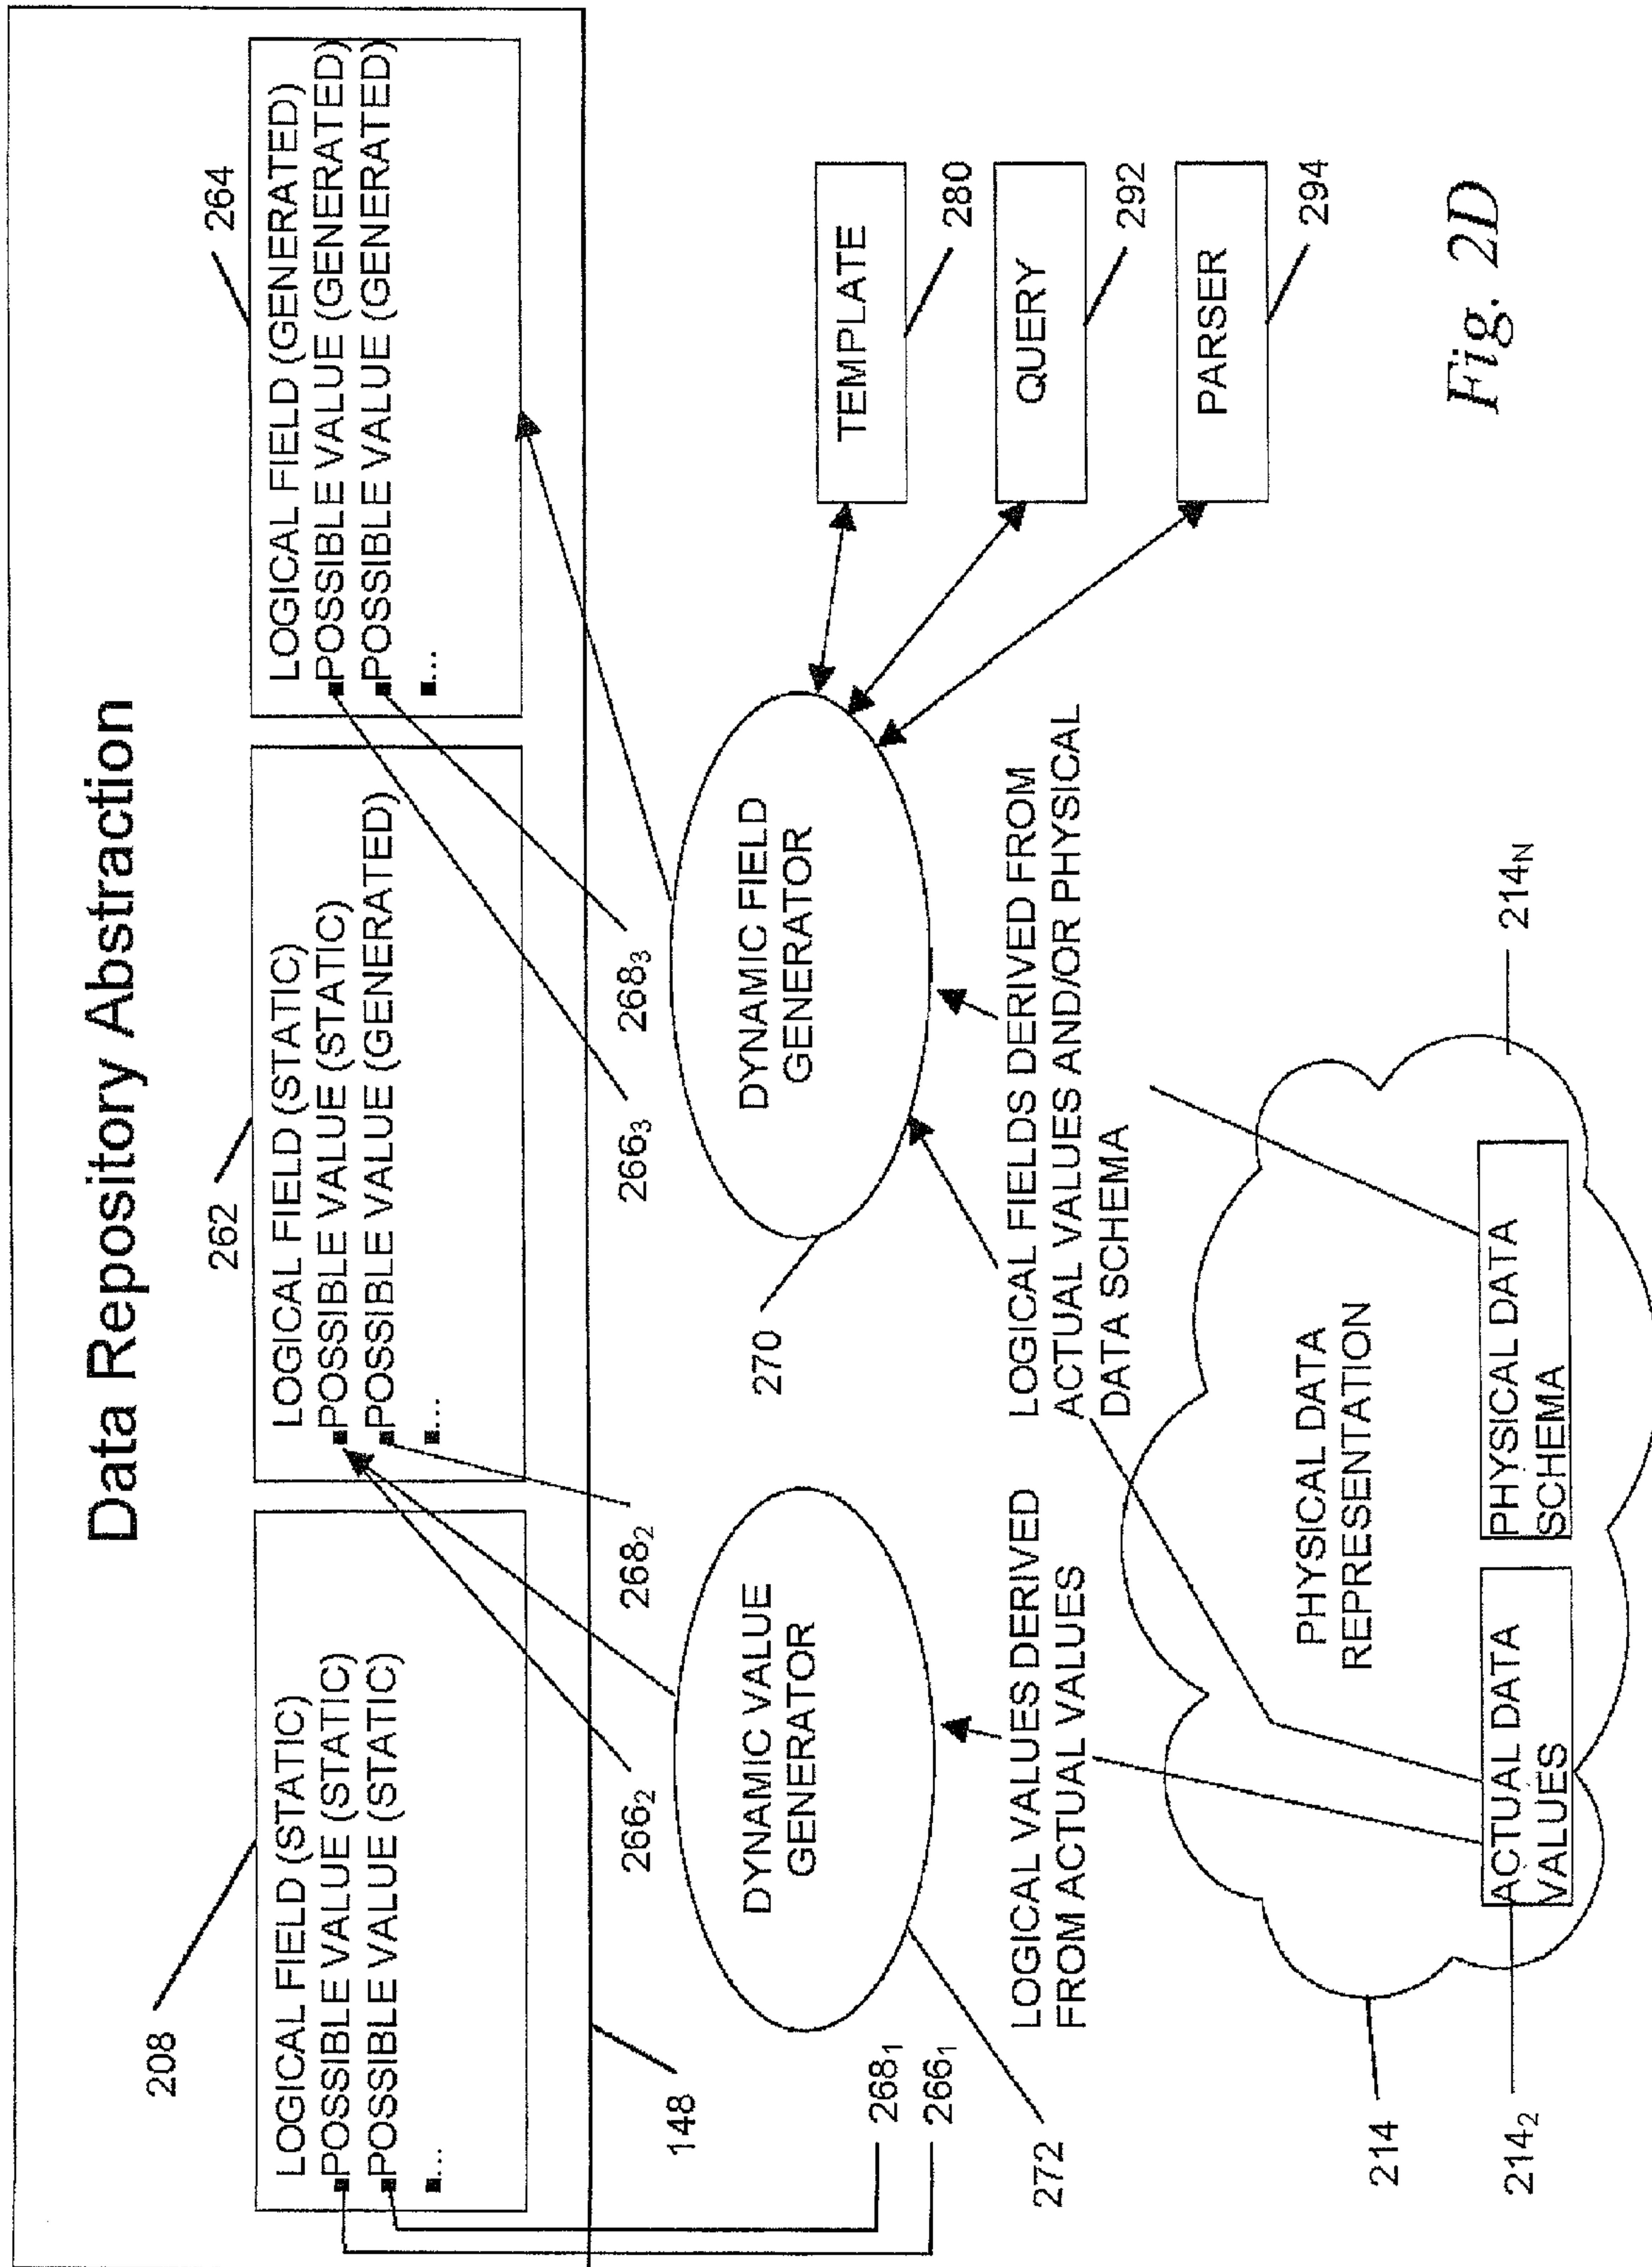 Data Repository Abstraction
208
262
264
LOGICAL FIELD (STATIC)
POSSIBLE VALUE (STATIC)
POSSIBLE VALUE (STATIC)
...
LOGICAL FIELD (STATIC)
POSSIBLE VALUE (STATIC)
POSSIBLE VALUE (GENERATED)
...
LOGICAL FIELD (GENERATED)
POSSIBLE VALUE (GENERATED)
POSSIBLE VALUE (GENERATED)
...
148
266₂
268₂
266₃
268₃
268₁
266₁
DYNAMIC VALUE
GENERATOR
272
DYNAMIC FIELD
GENERATOR
270
TEMPLATE
280
QUERY
292
PARSER
294
LOGICAL VALUES DERIVED
FROM ACTUAL VALUES
LOGICAL FIELDS DERIVED FROM
ACTUAL VALUES AND/OR PHYSICAL
DATA SCHEMA
PHYSICAL DATA
REPRESENTATION
214
214₂
214N
ACTUAL DATA
VALUES
PHYSICAL DATA
SCHEMA
Fig. 2D